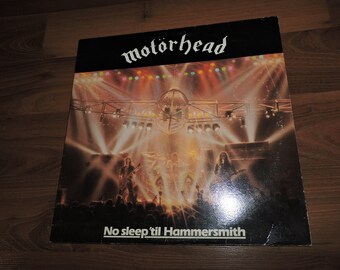 motörhead
No sleep 'til Hammersmith